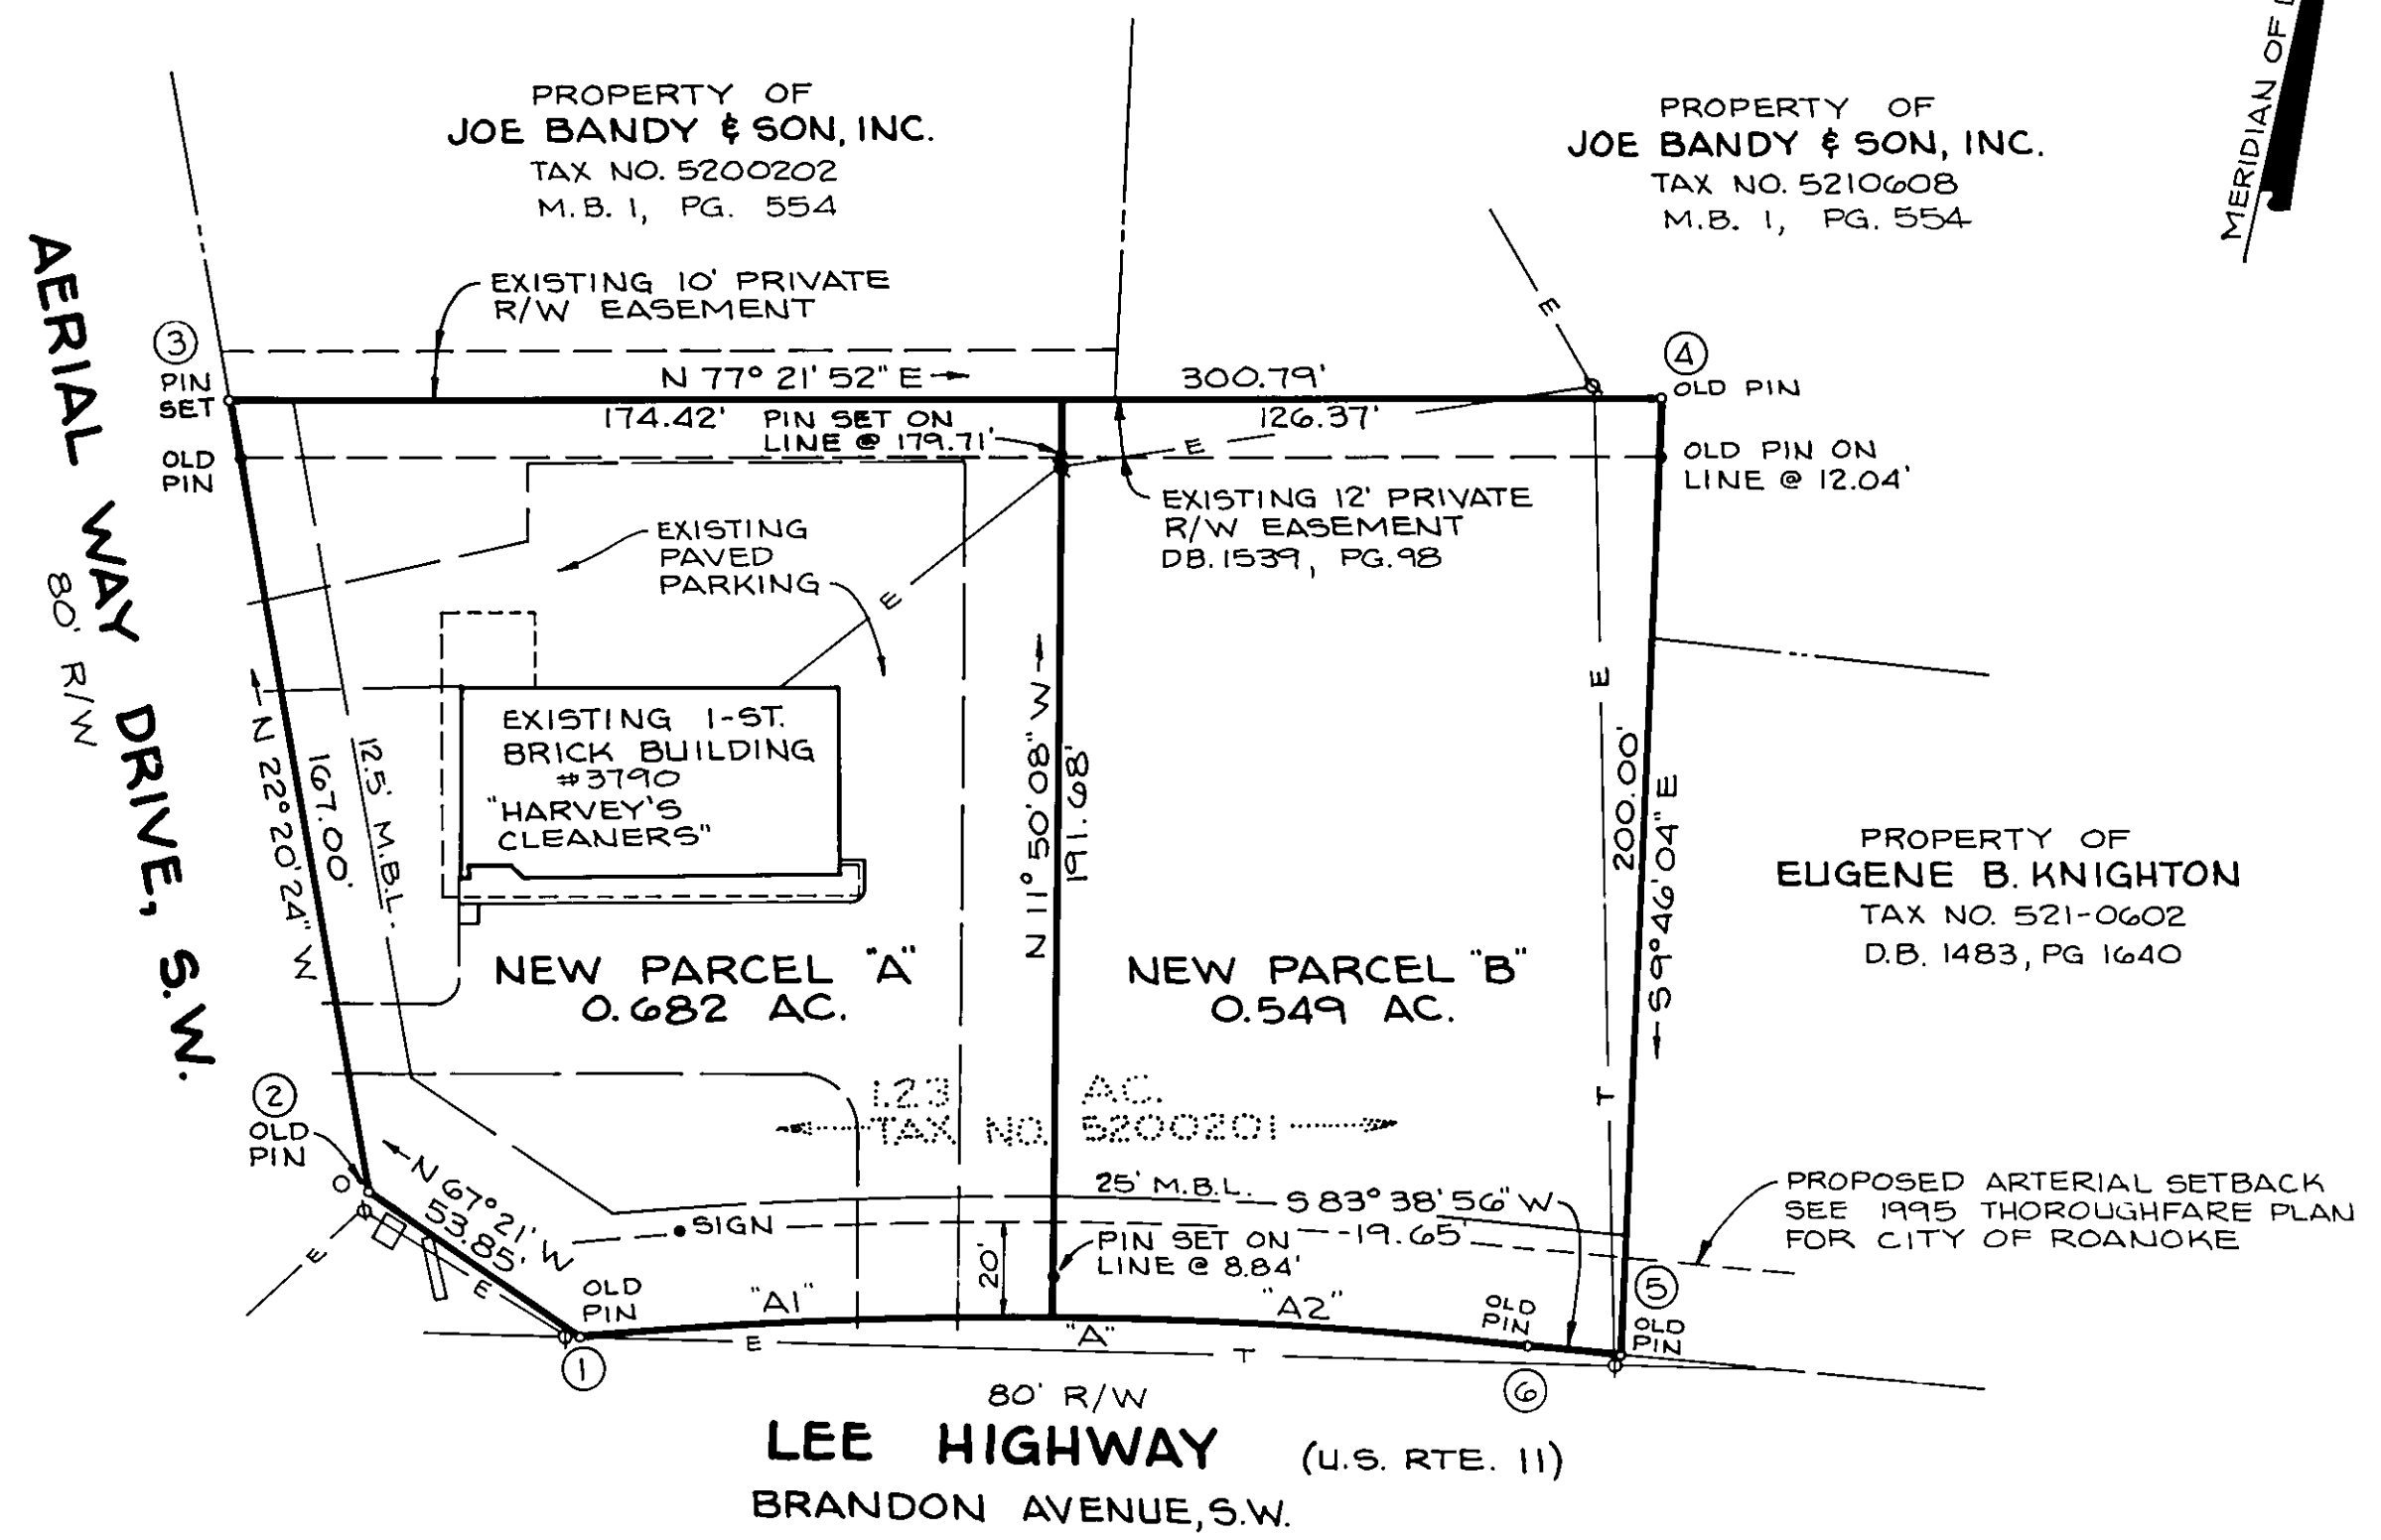 MERIDIAN OF
PROPERTY OF
JOE BANDY & SON, INC.
TAX NO. 5200202
M.B. 1, PG. 554
PROPERTY OF
JOE BANDY & SON, INC.
TAX NO. 5210608
M.B. 1, PG. 554
EXISTING 10' PRIVATE
R/W EASEMENT
3
PIN
SET
4
OLD PIN
N 77° 21' 52" E
300.79'
174.42'
PIN SET ON
LINE @ 179.71'
126.37'
E
E
OLD
PIN
OLD PIN ON
LINE @ 12.04'
EXISTING 12' PRIVATE
R/W EASEMENT
DB. 1539, PG. 98
EXISTING
PAVED
PARKING
E
AERIAL WAY DRIVE, S.W.
80' R/W
N 22° 20' 24" W
167.00'
12.5' M.B.L.
EXISTING 1-ST.
BRICK BUILDING
#3790
"HARVEY'S
CLEANERS"
N 11° 50' 08" W
191.68'
E
T
200.00'
S 9° 46' 04" E
PROPERTY OF
EUGENE B. KNIGHTON
TAX NO. 521-0602
D.B. 1483, PG 1640
NEW PARCEL "A"
0.682 AC.
NEW PARCEL "B"
0.549 AC.
1.23 AC.
TAX NO. 5200201
2
OLD
PIN
N 67° 21' W
53.85'
E
E
25' M.B.L.
S 83° 38' 56" W
19.65'
SIGN
20'
PIN SET ON
LINE @ 8.84'
PROPOSED ARTERIAL SETBACK
SEE 1995 THOROUGHFARE PLAN
FOR CITY OF ROANOKE
OLD
PIN
"A1"
"A2"
"A"
OLD
PIN
5
OLD
PIN
1
E
T
6
80' R/W
LEE HIGHWAY (U.S. RTE. 11)
BRANDON AVENUE, S.W.